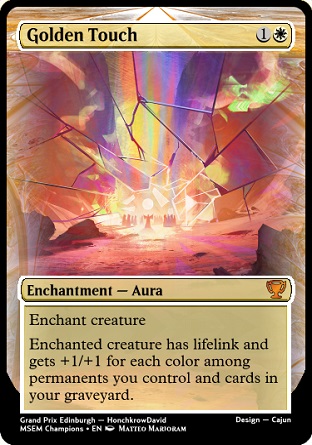 Golden Touch 1
Enchantment — Aura
Enchant creature
Enchanted creature has lifelink and
gets +1/+1 for each color among
permanents you control and cards in
your graveyard.
Grand Prix Edinburgh - HonchkrowDavid Design - Cajun
MSEM Champions • EN Matteo Marjoram